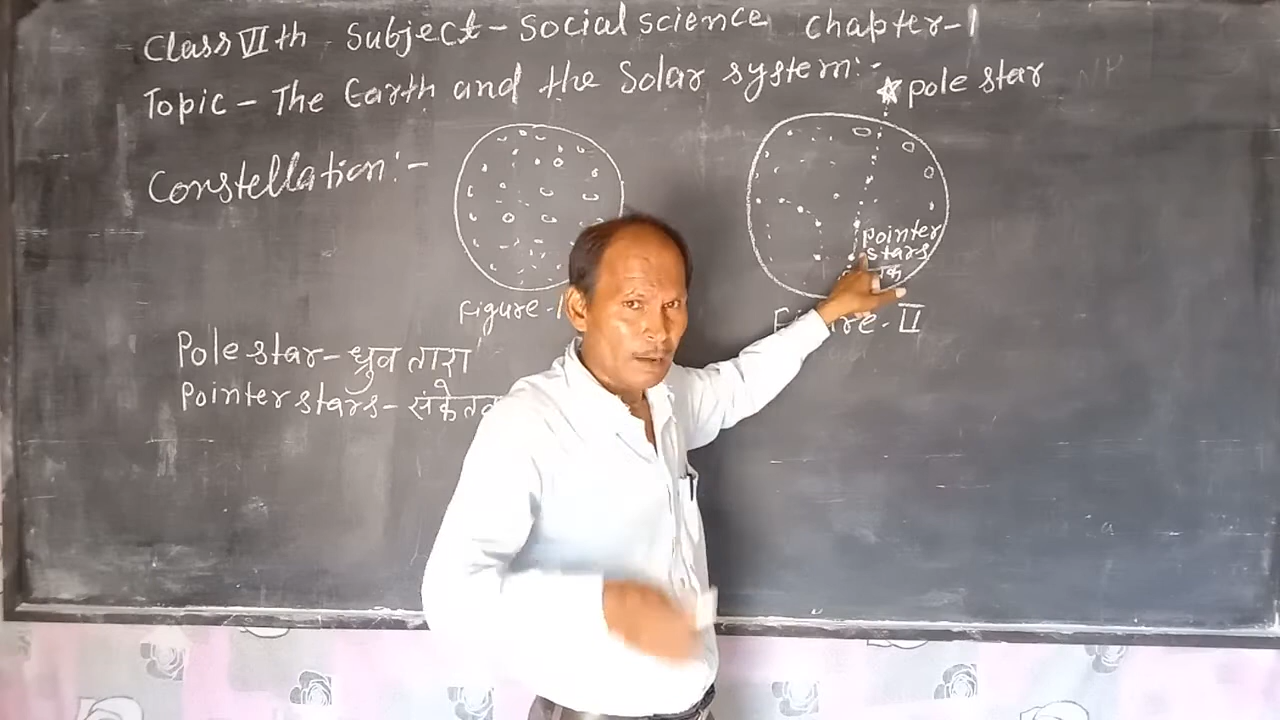 Class VI th Subject - Social science Chapter-1
Topic - The Earth and the Solar system:-
pole star
Constellation:-
pointer
stars
Figure-I
Figure-II
Pole star - ध्रुव तारा
Pointer stars - संकेतक